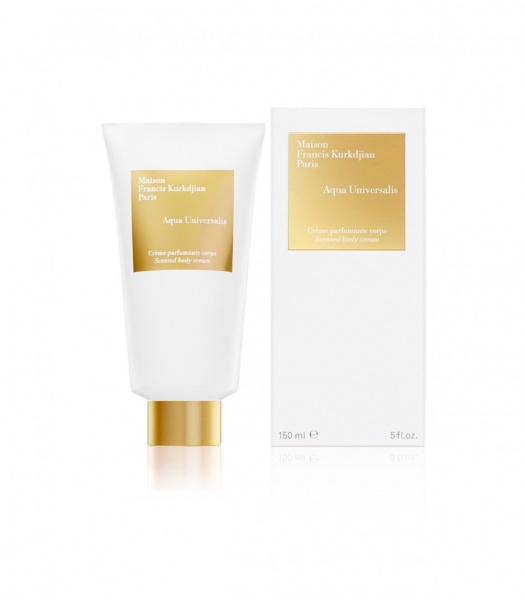 Maison
Francis Kurkdjian
Paris
Aqua Universalis
Crème parfumante corps
Scented body cream
Maison
Francis Kurkdjian
Paris
Aqua Universalis
Crème parfumante corps
Scented body cream
150 ml ℮ 5 fl.oz.